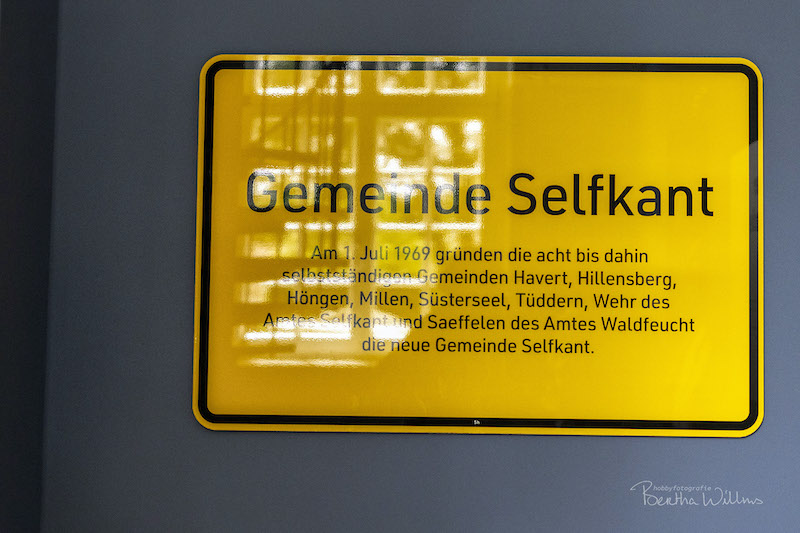 Gemeinde Selfkant
Am 1. Juli 1969 gründen die acht bis dahin
selbstständigen Gemeinden Havert, Hillensberg,
Höngen, Millen, Süsterseel, Tüddern, Wehr des
Amtes Selfkant und Saeffelen des Amtes Waldfeucht
die neue Gemeinde Selfkant.
hobbyfotografie
Bertha Willms